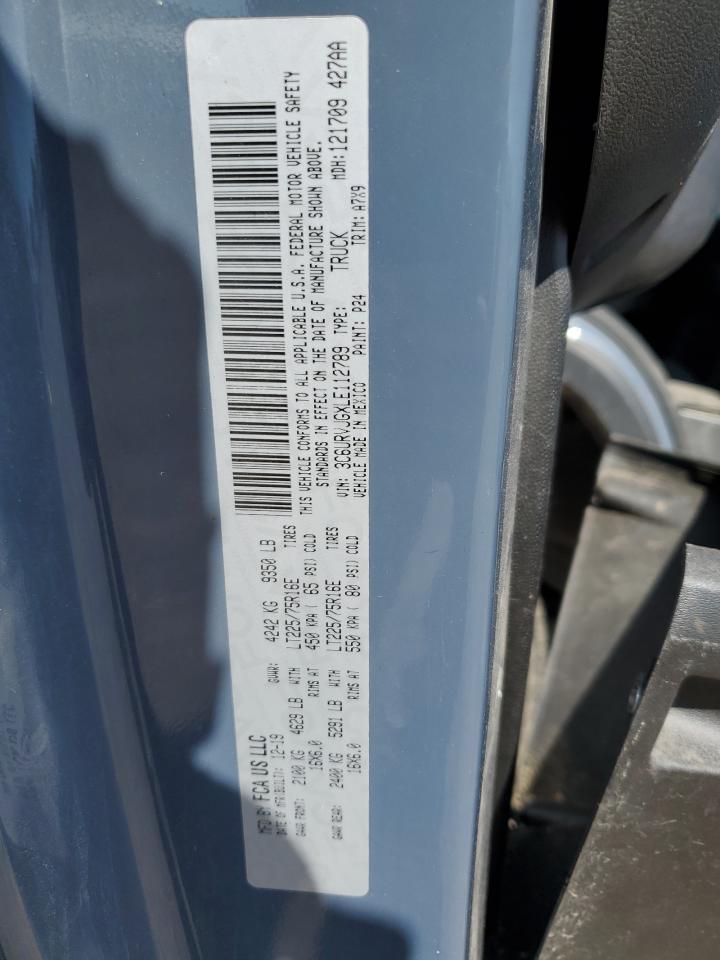 MFD BY FCA US LLC
DATE OF MFR(BUILT): 12-19 GVWR: 4242 KG 9350 LB
GAWR FRONT: 2100 KG 4629 LB WITH LT225/75R16E TIRES
16X6.0 RIMS AT 450 KPA ( 65 PSI) COLD
GAWR REAR: 2400 KG 5291 LB WITH LT225/75R16E TIRES
16X6.0 RIMS AT 550 KPA ( 80 PSI) COLD
THIS VEHICLE CONFORMS TO ALL APPLICABLE U.S.A. FEDERAL MOTOR VEHICLE SAFETY
STANDARDS IN EFFECT ON THE DATE OF MANUFACTURE SHOWN ABOVE.
VIN: 3C6URVJGXLE112789 TYPE: TRUCK MDH:121709 427AA
VEHICLE MADE IN MEXICO PAINT: P24 TRIM: A7X9